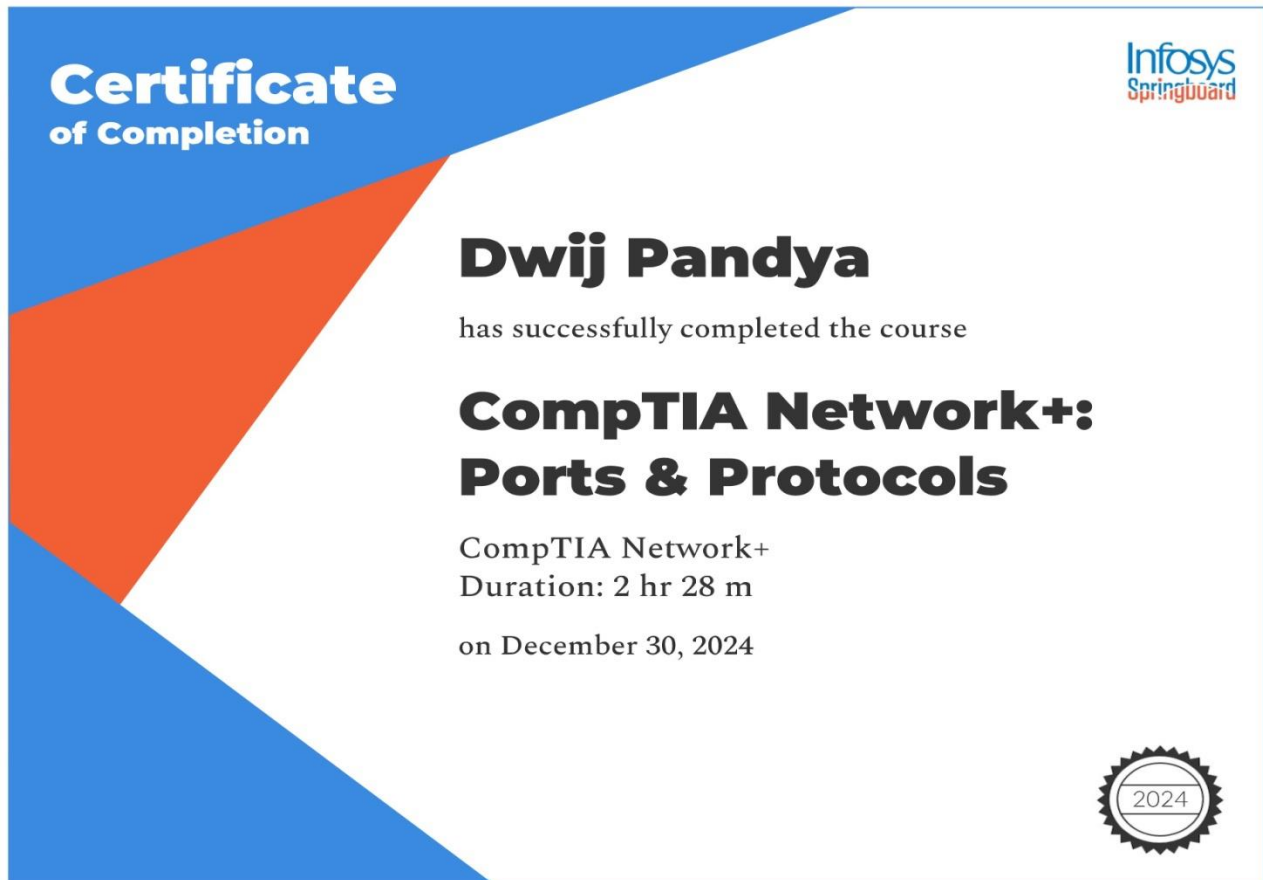 Certificate
of Completion
Infosys
Springboard
Dwij Pandya
has successfully completed the course
CompTIA Network+:
Ports & Protocols
CompTIA Network+
Duration: 2 hr 28 m
on December 30, 2024
2024